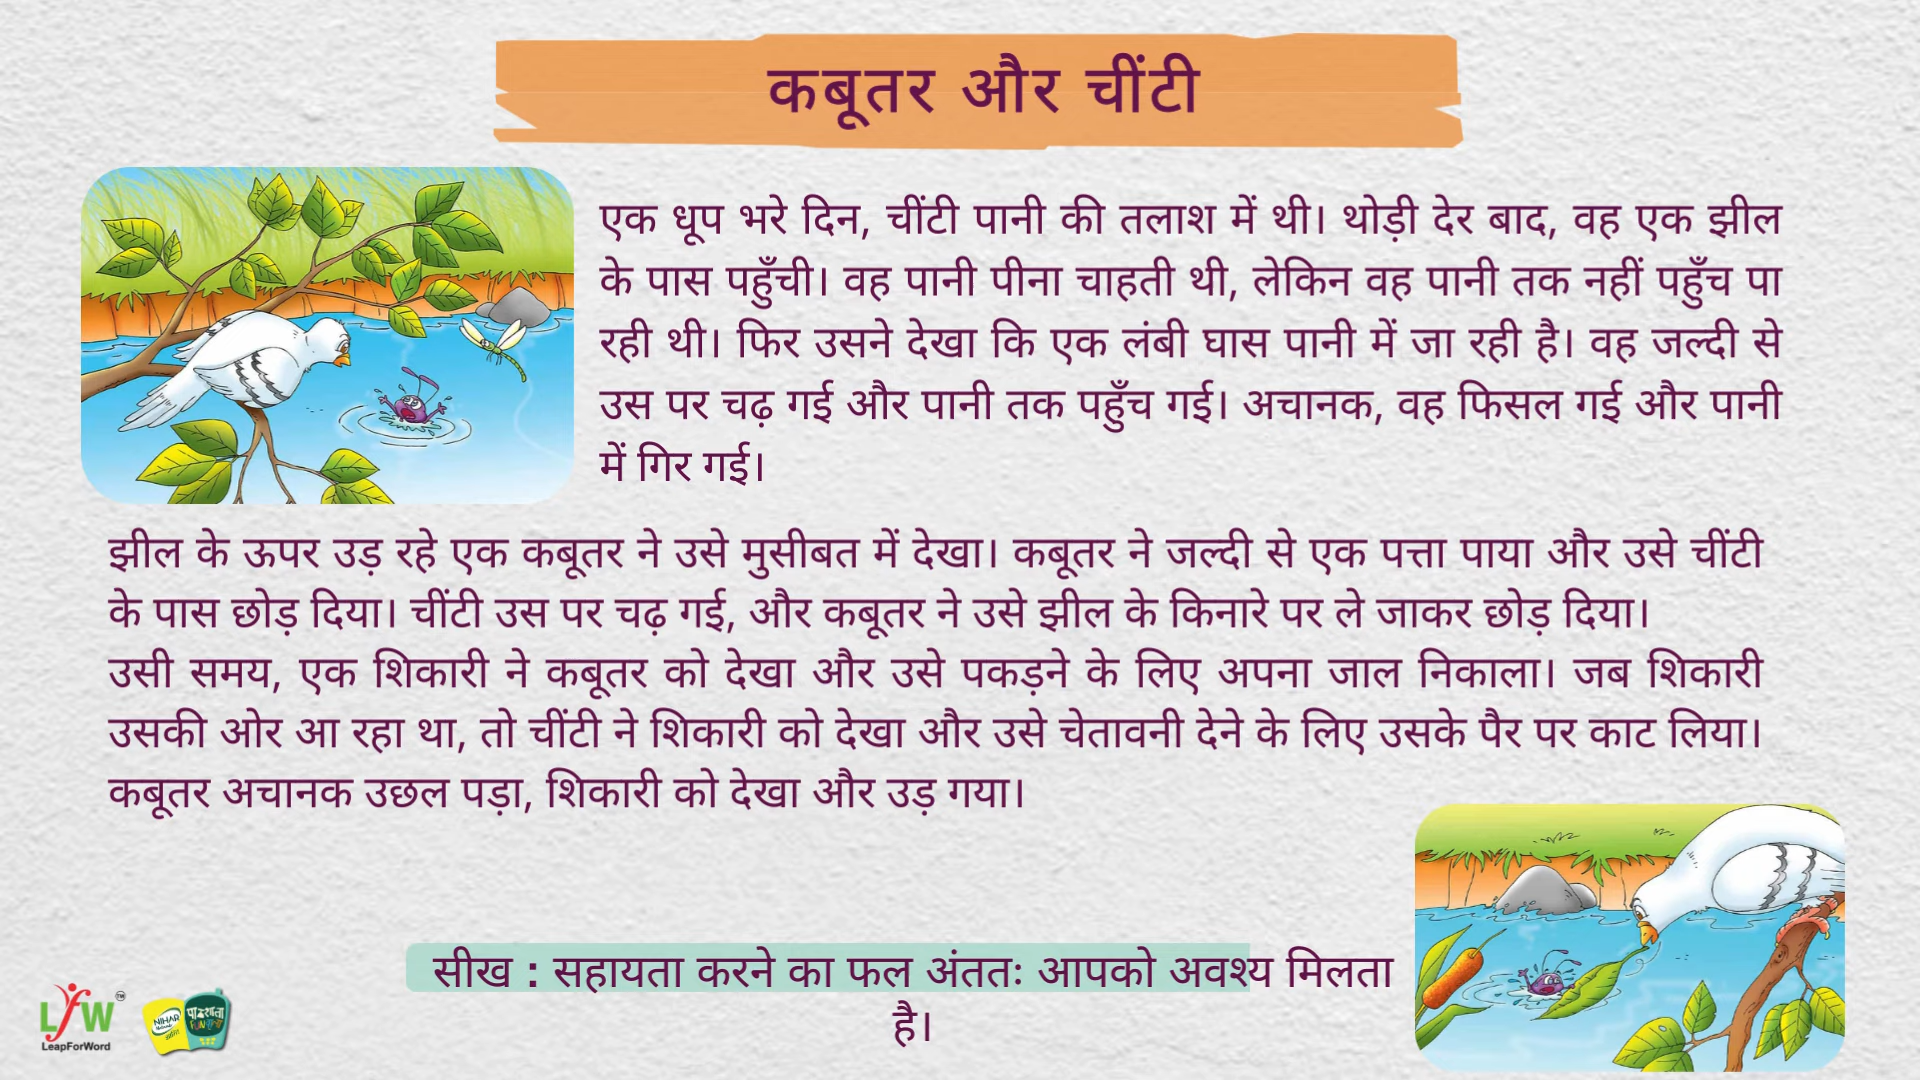 कबूतर और चींटी
एक धूप भरे दिन, चींटी पानी की तलाश में थी। थोड़ी देर बाद, वह एक झील
के पास पहुँची। वह पानी पीना चाहती थी, लेकिन वह पानी तक नहीं पहुँच पा
रही थी। फिर उसने देखा कि एक लंबी घास पानी में जा रही है। वह जल्दी से
उस पर चढ़ गई और पानी तक पहुँच गई। अचानक, वह फिसल गई और पानी
में गिर गई।
झील के ऊपर उड़ रहे एक कबूतर ने उसे मुसीबत में देखा। कबूतर ने जल्दी से एक पत्ता पाया और उसे चींटी
के पास छोड़ दिया। चींटी उस पर चढ़ गई, और कबूतर ने उसे झील के किनारे पर ले जाकर छोड़ दिया।
उसी समय, एक शिकारी ने कबूतर को देखा और उसे पकड़ने के लिए अपना जाल निकाला। जब शिकारी
उसकी ओर आ रहा था, तो चींटी ने शिकारी को देखा और उसे चेतावनी देने के लिए उसके पैर पर काट लिया।
कबूतर अचानक उछल पड़ा, शिकारी को देखा और उड़ गया।
सीख : सहायता करने का फल अंततः आपको अवश्य मिलता
है।
LFW TM
LeapForWord
NIHAR
पाठशाला